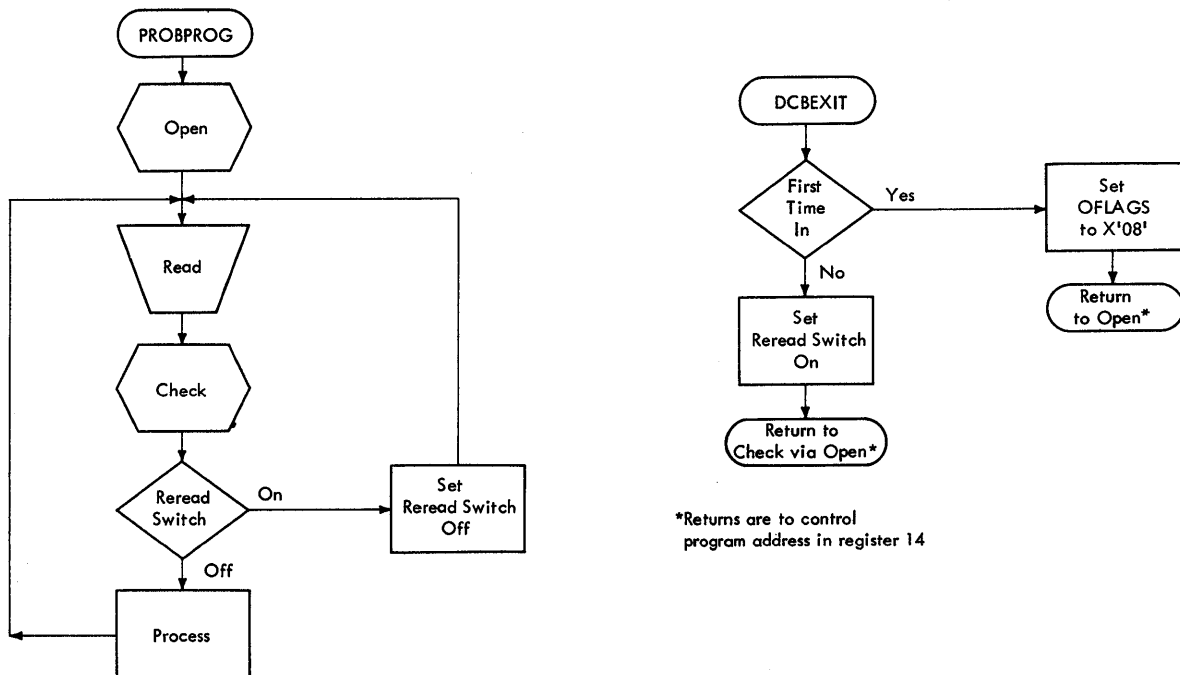 PROBPROG
Open
Read
Check
Reread
Switch
On
Set
Reread Switch
Off
Off
Process
DCBEXIT
First
Time
In
Yes
Set
OFLAGS
to X'08'
Return
to Open*
No
Set
Reread Switch
On
Return to
Check via Open*
*Returns are to control
program address in register 14